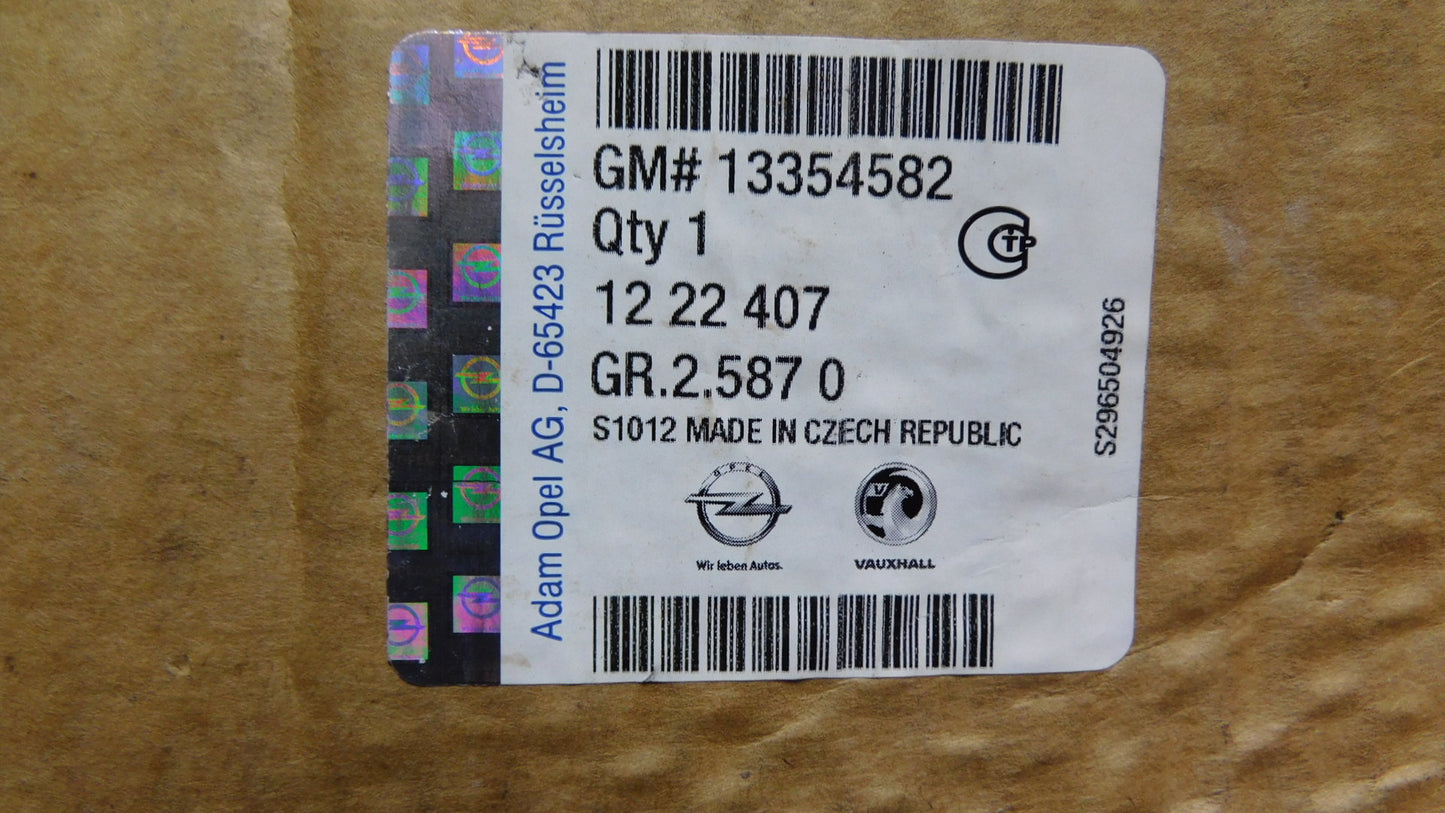 Adam Opel AG, D-65423 Rüsselsheim
GM# 13354582
Qty 1
12 22 407
GR.2.587 0
S1012 MADE IN CZECH REPUBLIC
OPEL
Wir leben Autos.
VAUXHALL
S296504926